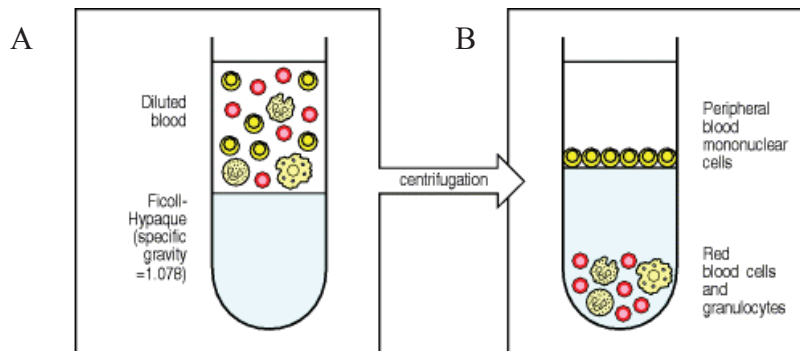 A
B
Diluted
blood
Ficoll-
Hypaque
(specific
gravity
=1.078)
centrifugation
Peripheral
blood
mononuclear
cells
Red
blood cells
and
granulocytes